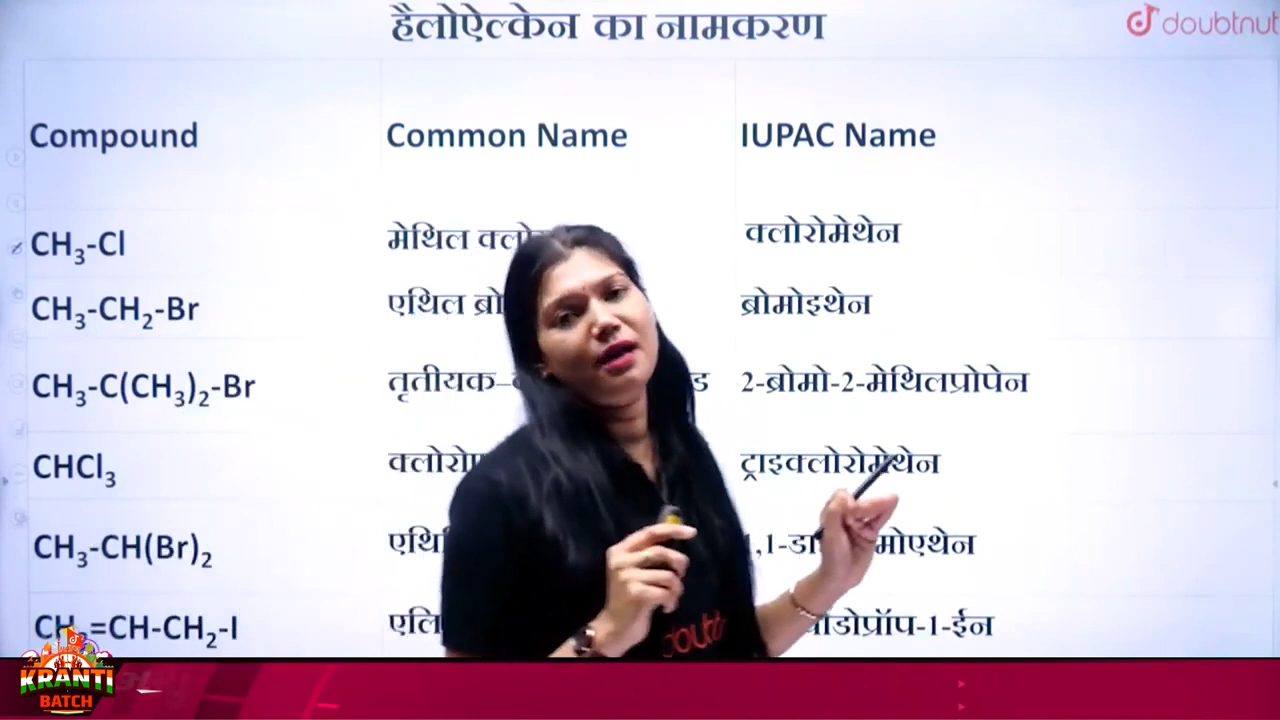 हैलोऐल्केन का नामकरण
doubtnut
Compound Common Name IUPAC Name
CH₃-Cl मेथिल क्लोरोमेथेन
CH₃-CH₂-Br एथिल ब्रोमोइथेन
CH₃-C(CH₃)₂-Br तृतीयक– 2-ब्रोमो-2-मेथिलप्रोपेन
CHCl₃ ट्राइक्लोरोमेथेन
CH₃-CH(Br)₂
=CH-CH₂-I
KRANTI
BATCH